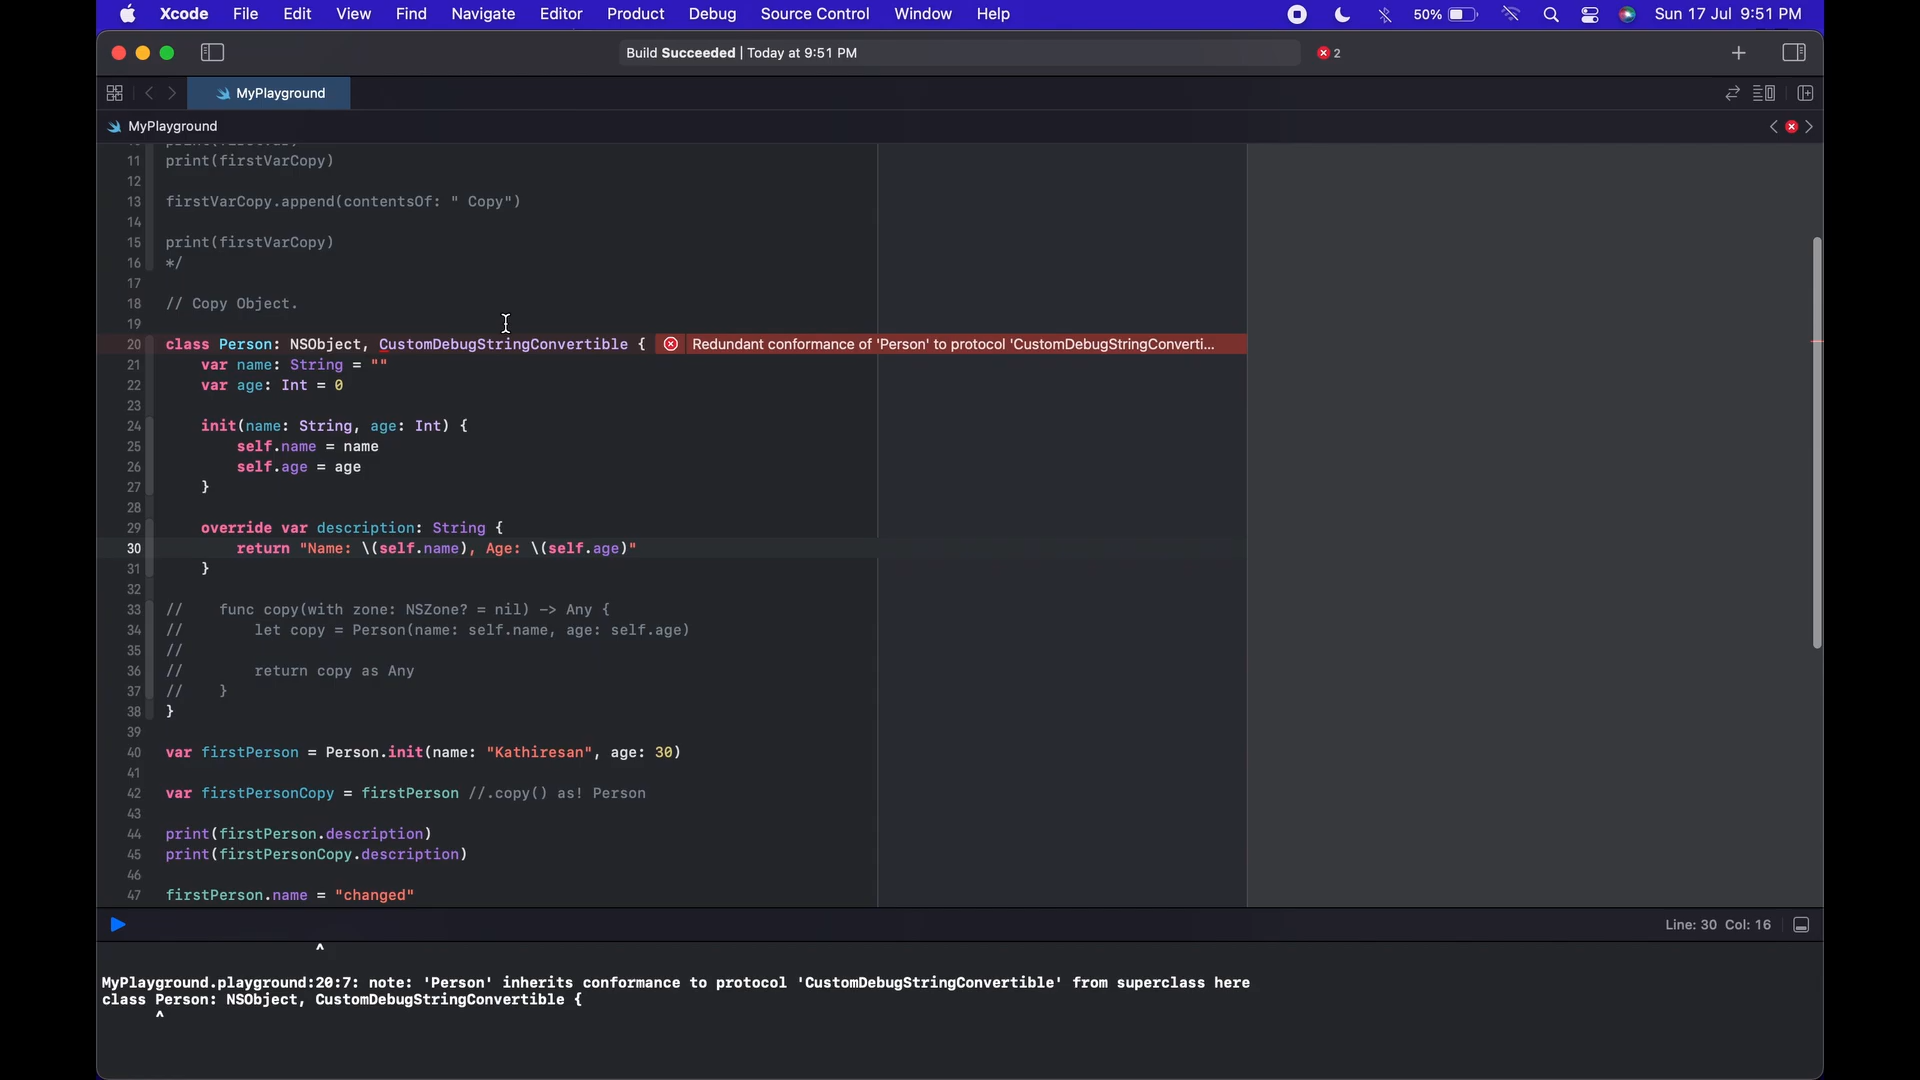 Xcode File Edit View Find Navigate Editor Product Debug Source Control Window Help 50% Sun 17 Jul 9:51 PM
Build Succeeded | Today at 9:51 PM 2
MyPlayground
MyPlayground
11 print(firstVarCopy)
12
13 firstVarCopy.append(contentsOf: " Copy")
14
15 print(firstVarCopy)
16 */
17
18 // Copy Object.
19
20 class Person: NSObject, CustomDebugStringConvertible { Redundant conformance of 'Person' to protocol 'CustomDebugStringConverti...
21 var name: String = ""
22 var age: Int = 0
23
24 init(name: String, age: Int) {
25 self.name = name
26 self.age = age
27 }
28
29 override var description: String {
30 return "Name: \(self.name), Age: \(self.age)"
31 }
32
33 // func copy(with zone: NSZone? = nil) -> Any {
34 // let copy = Person(name: self.name, age: self.age)
35 //
36 // return copy as Any
37 // }
38 }
39
40 var firstPerson = Person.init(name: "Kathiresan", age: 30)
41
42 var firstPersonCopy = firstPerson //.copy() as! Person
43
44 print(firstPerson.description)
45 print(firstPersonCopy.description)
46
47 firstPerson.name = "changed"
Line: 30 Col: 16
^
MyPlayground.playground:20:7: note: 'Person' inherits conformance to protocol 'CustomDebugStringConvertible' from superclass here
class Person: NSObject, CustomDebugStringConvertible {
^